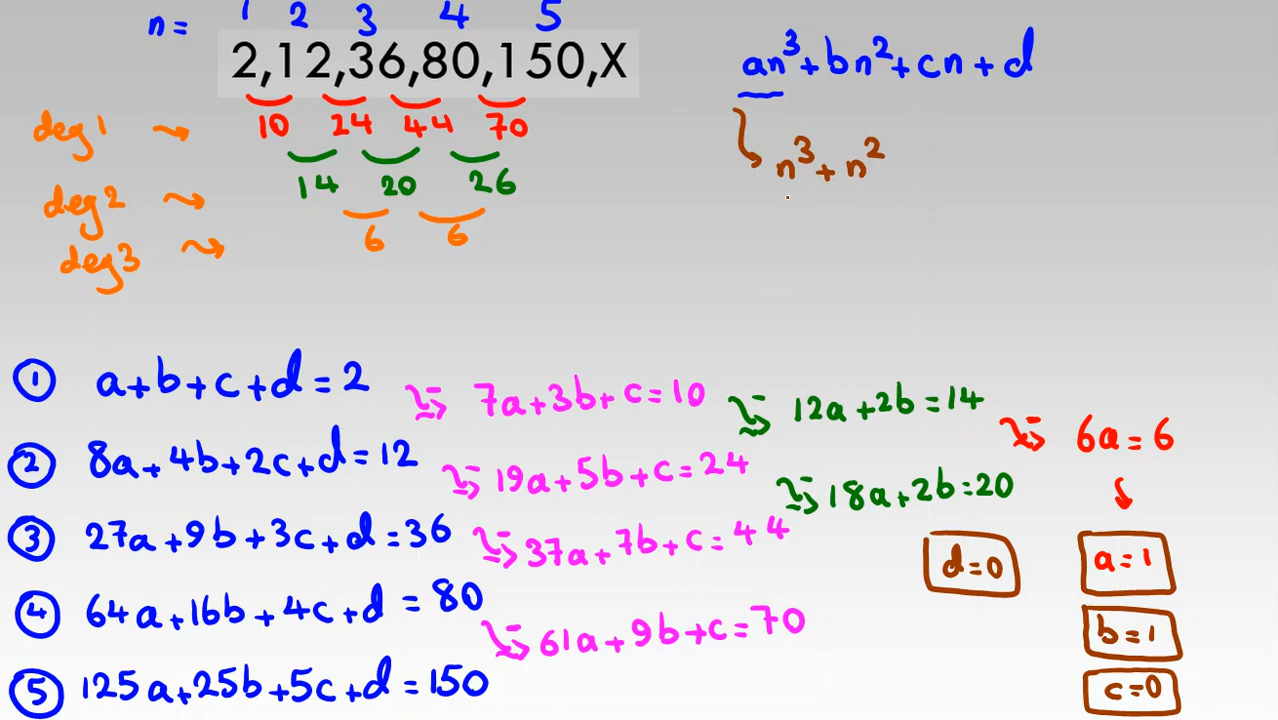 n= 1 2 3 4 5
2,12,36,80,150,X
an³+bn²+cn+d
deg1 → 10 24 44 70
n³+n²
deg2 → 14 20 26
deg3 → 6 6
① a+b+c+d=2
7a+3b+c=10
12a+2b=14
6a=6
② 8a+4b+2c+d=12
19a+5b+c=24
18a+2b=20
③ 27a+9b+3c+d=36
37a+7b+c=44
d=0
a=1
④ 64a+16b+4c+d=80
61a+9b+c=70
b=1
⑤ 125a+25b+5c+d=150
c=0